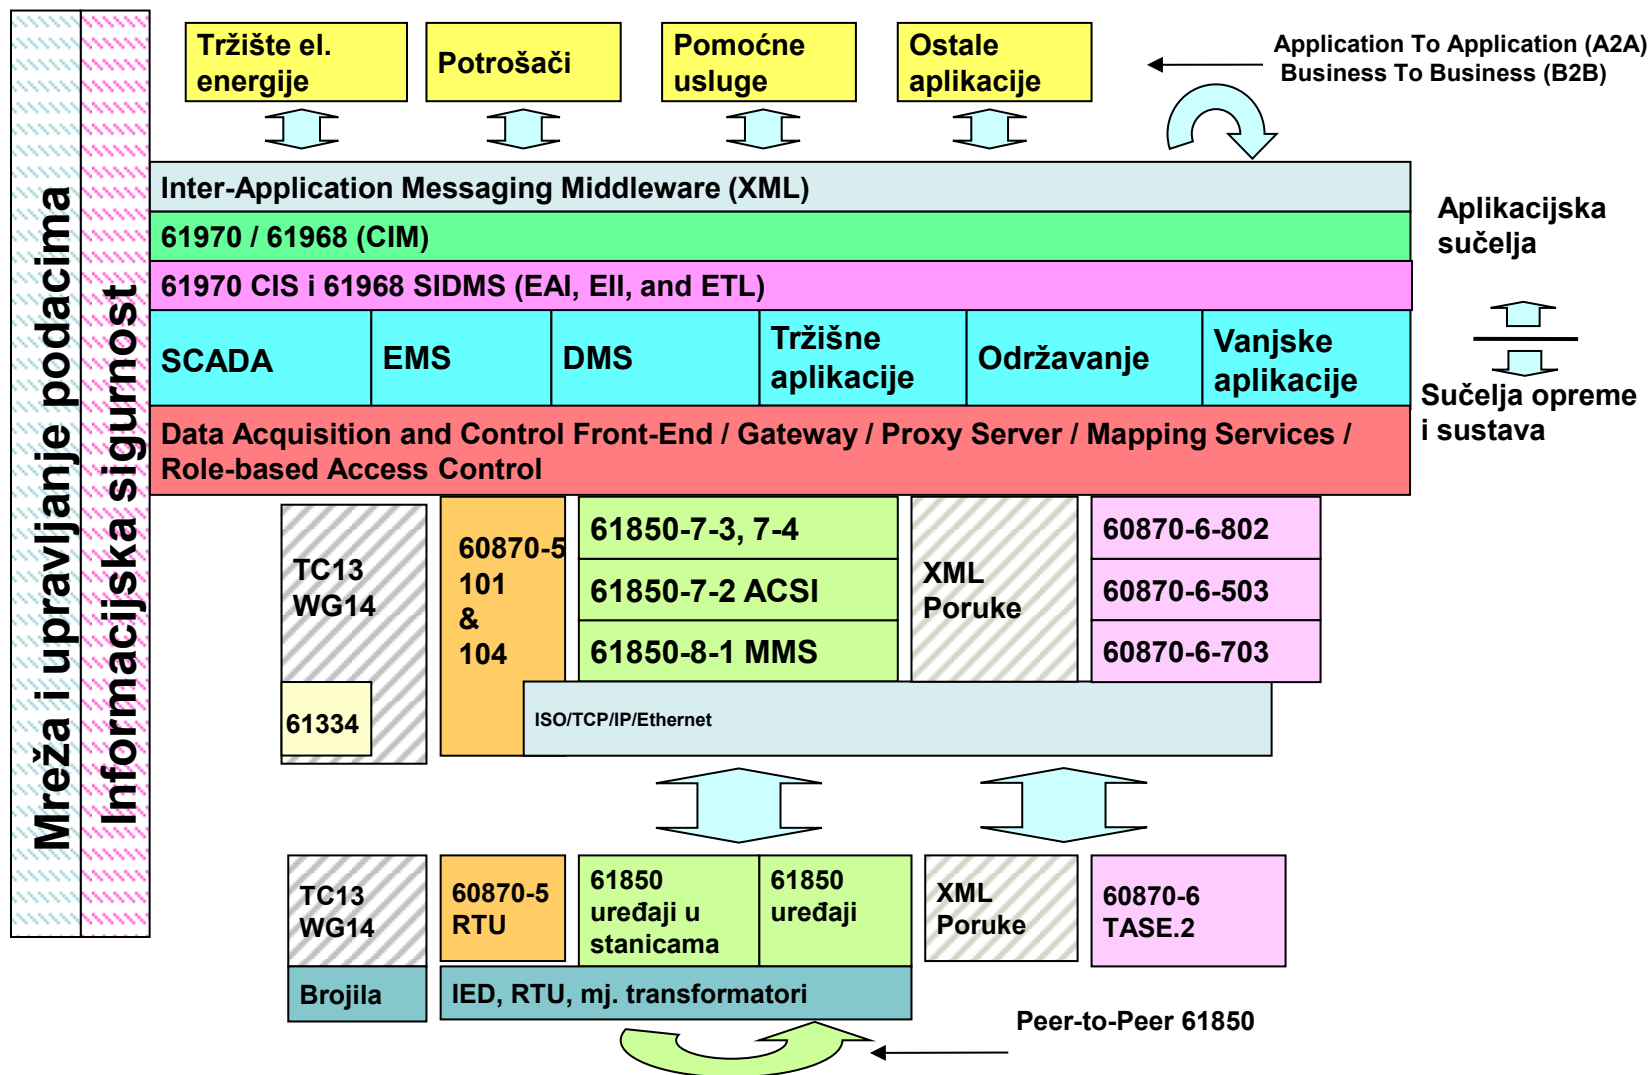 Mreža i upravljanje podacima
Informacijska sigurnost
Tržište el.
energije
Potrošači
Pomoćne
usluge
Ostale
aplikacije
Application To Application (A2A)
Business To Business (B2B)
Inter-Application Messaging Middleware (XML)
61970 / 61968 (CIM)
61970 CIS i 61968 SIDMS (EAI, EII, and ETL)
Aplikacijska
sučelja
SCADA
EMS
DMS
Tržišne
aplikacije
Održavanje
Vanjske
aplikacije
Sučelja opreme
i sustava
Data Acquisition and Control Front-End / Gateway / Proxy Server / Mapping Services /
Role-based Access Control
TC13
WG14
61334
60870-5
101
&
104
61850-7-3, 7-4
61850-7-2 ACSI
61850-8-1 MMS
XML
Poruke
60870-6-802
60870-6-503
60870-6-703
ISO/TCP/IP/Ethernet
TC13
WG14
60870-5
RTU
61850
uređaji u
stanicama
61850
uređaji
XML
Poruke
60870-6
TASE.2
Brojila
IED, RTU, mj. transformatori
Peer-to-Peer 61850